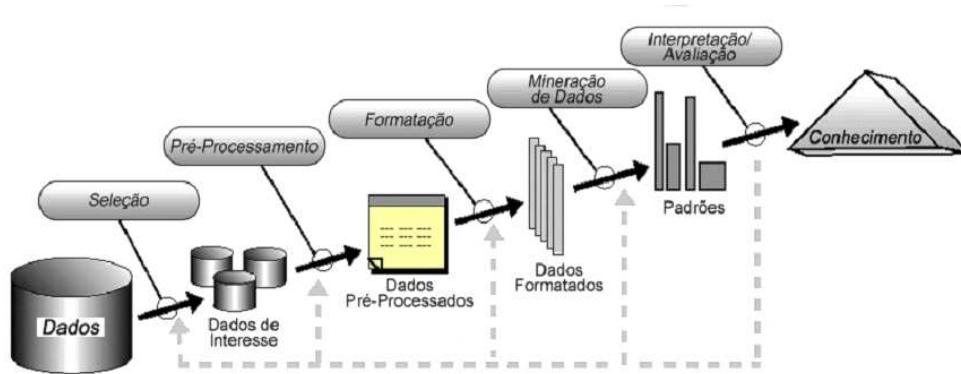 Interpretação/
Avaliação
Mineração
de Dados
Formatação
Pré-Processamento
Seleção
Conhecimento
Padrões
Dados
Formatados
Dados
Pré-Processados
Dados de
Interesse
Dados